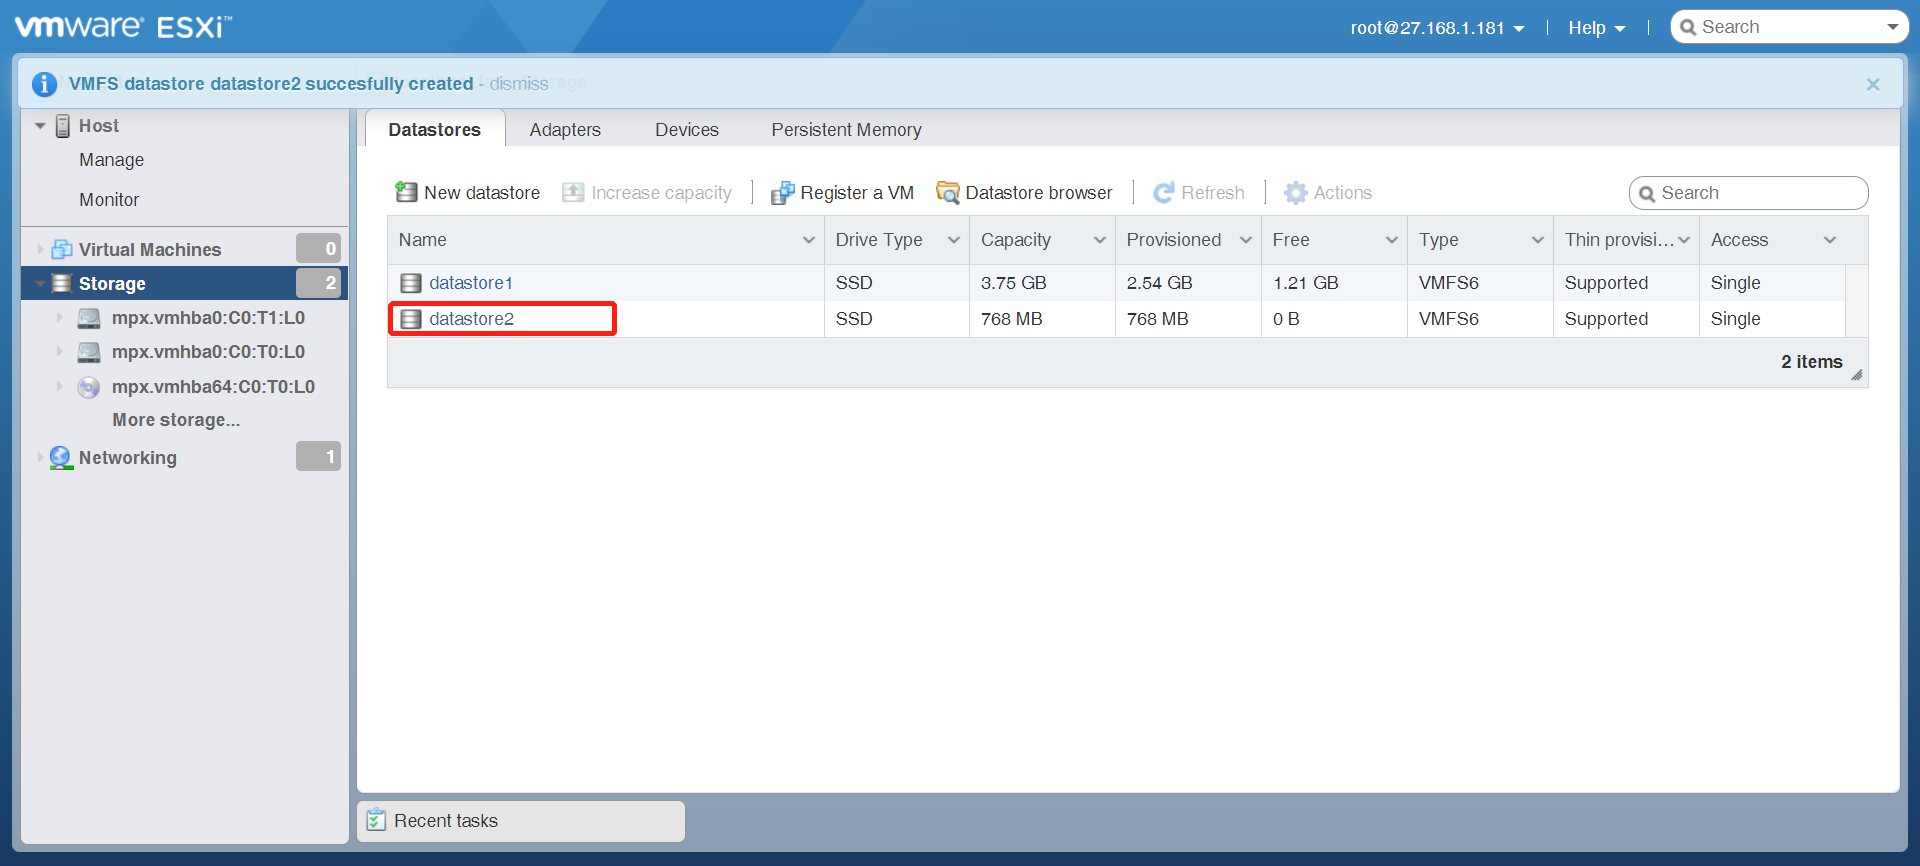 vmware ESXi™
root@27.168.1.181
Help
Search
VMFS datastore datastore2 succesfully created - dismiss
Host
Manage
Monitor
Virtual Machines 0
Storage 2
mpx.vmhba0:C0:T1:L0
mpx.vmhba0:C0:T0:L0
mpx.vmhba64:C0:T0:L0
More storage...
Networking 1
Datastores Adapters Devices Persistent Memory
New datastore Increase capacity Register a VM Datastore browser Refresh Actions Search
Name Drive Type Capacity Provisioned Free Type Thin provisi... Access
datastore1 SSD 3.75 GB 2.54 GB 1.21 GB VMFS6 Supported Single
datastore2 SSD 768 MB 768 MB 0 B VMFS6 Supported Single
2 items
Recent tasks